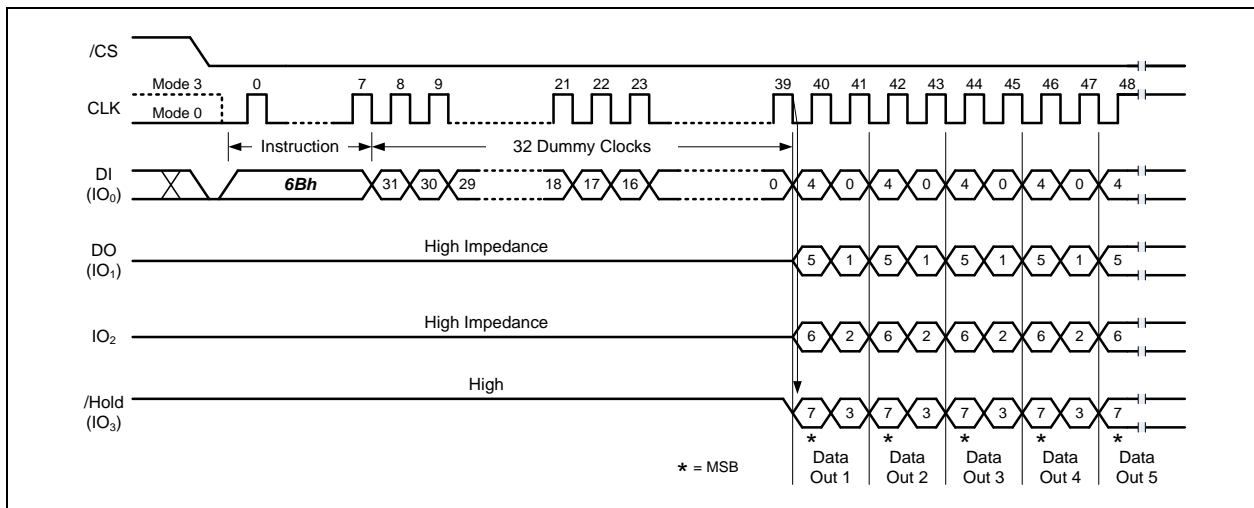 /CS
Mode 3 0 7 8 9 21 22 23 39 40 41 42 43 44 45 46 47 48
CLK
Mode 0
Instruction 32 Dummy Clocks
DI
(IO0)
6Bh 31 30 29 18 17 16 0 4 0 4 0 4 0 4 0 4
High Impedance
DO
(IO1)
5 1 5 1 5 1 5 1 5
High Impedance
IO2
6 2 6 2 6 2 6 2 6
High
/Hold
(IO3)
7 3 7 3 7 3 7 3 7
* * * * *
* = MSB
Data Out 1
Data Out 2
Data Out 3
Data Out 4
Data Out 5